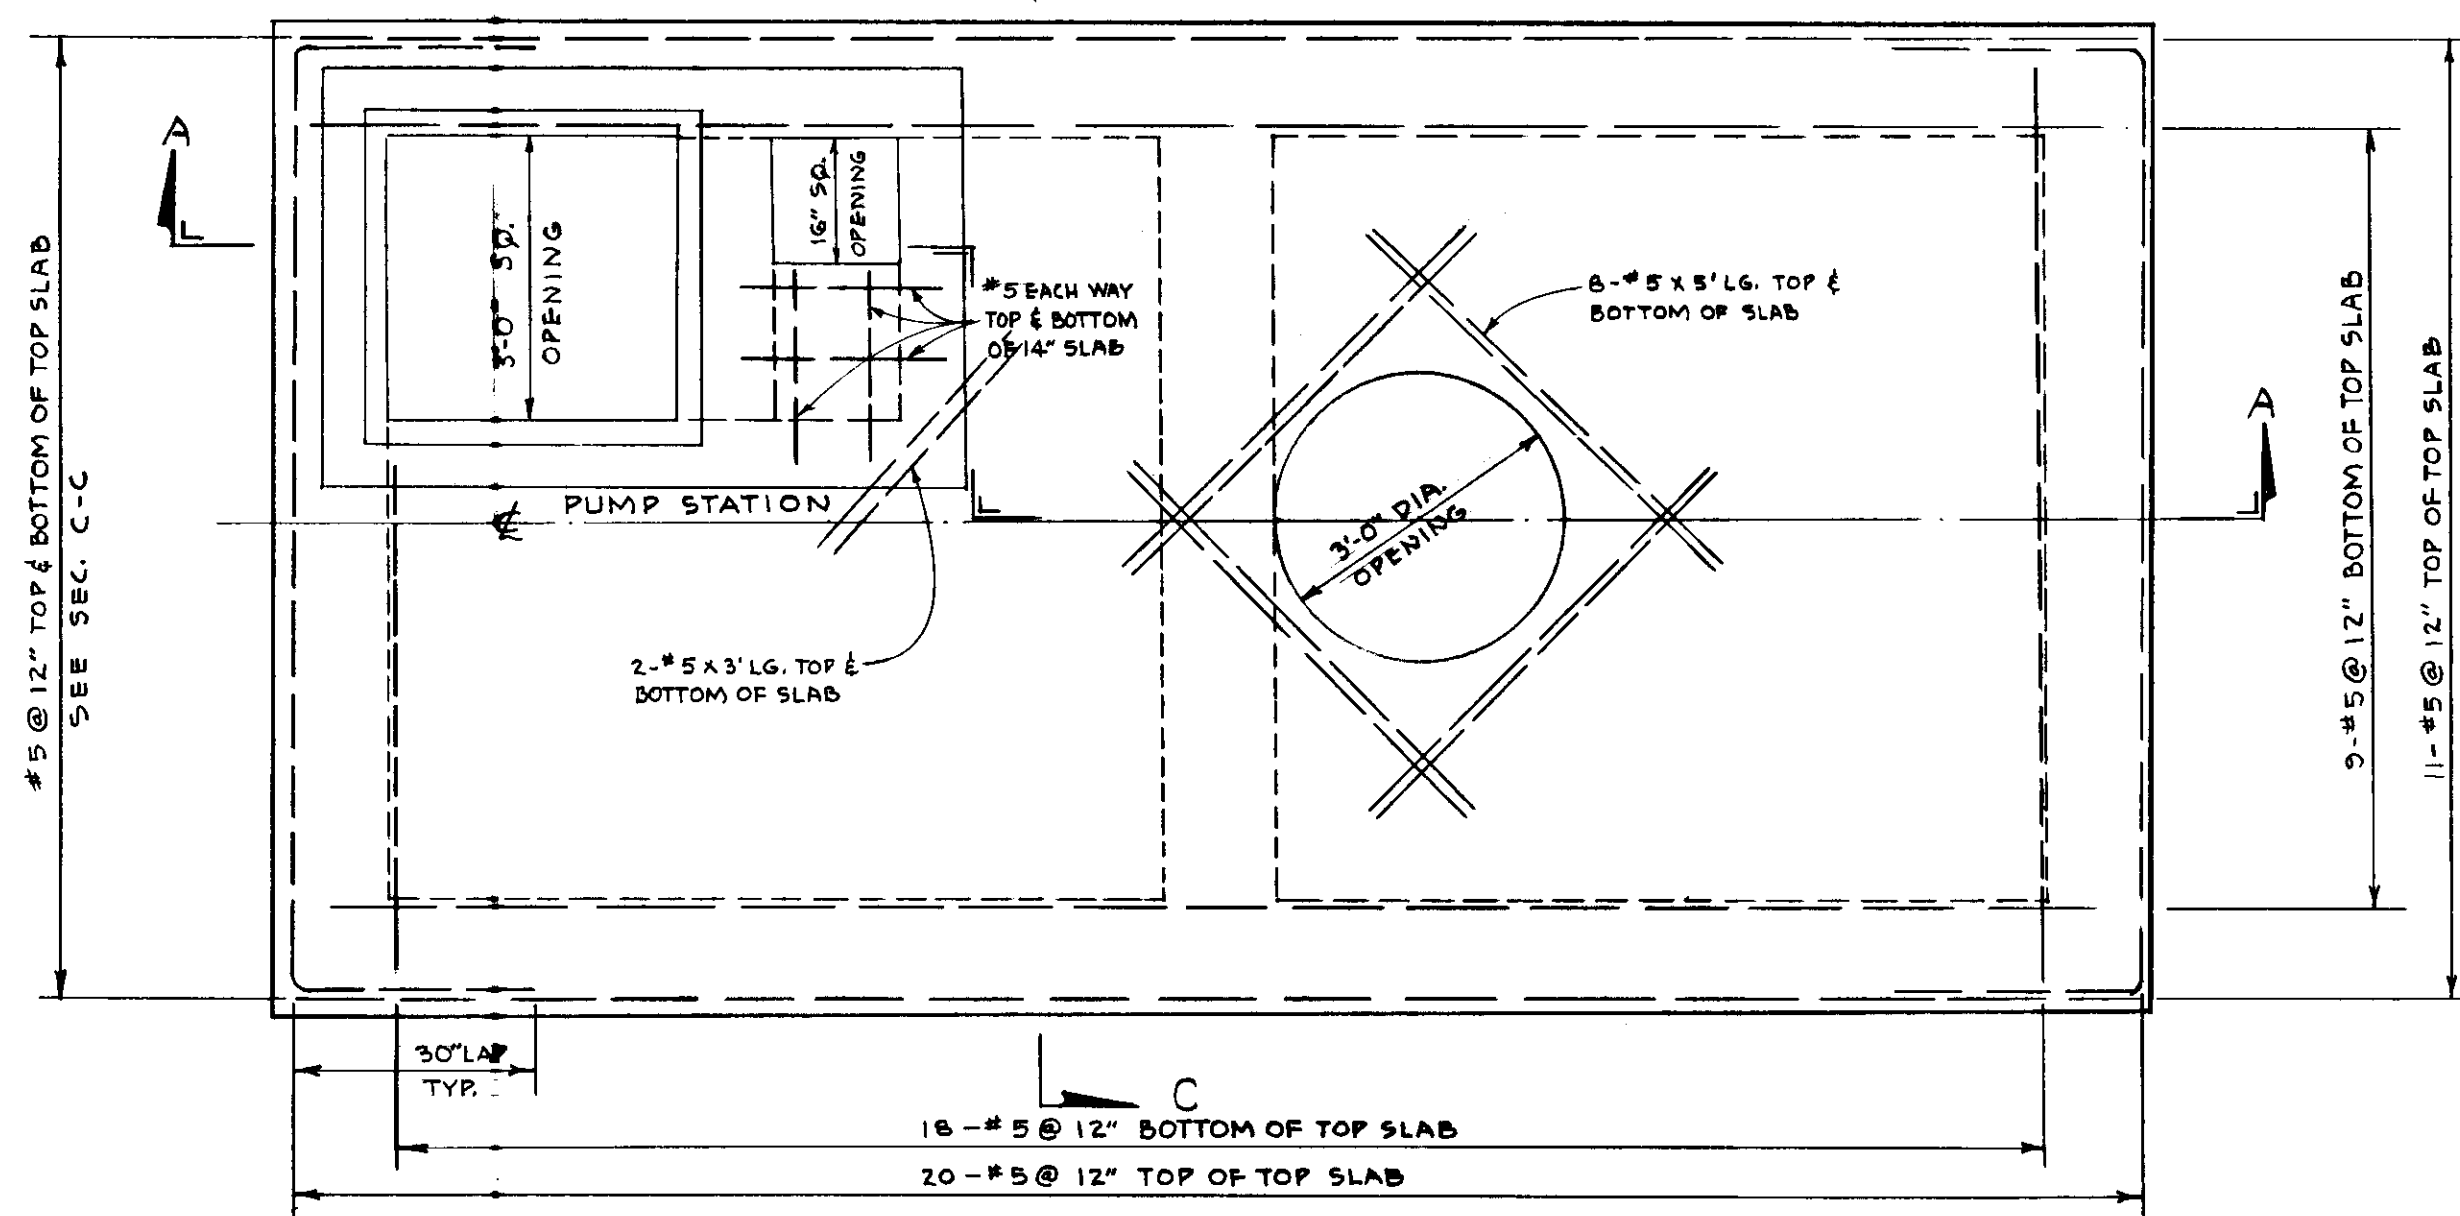 A
#5 @ 12" TOP & BOTTOM OF TOP SLAB
SEE SEC. C-C
3'-0" SQ.
OPENING
16" SQ.
OPENING
#5 EACH WAY
TOP & BOTTOM
OF 14" SLAB
8-#5 X 5' LG. TOP &
BOTTOM OF SLAB
PUMP STATION
℄
3'-0" DIA.
OPENING
2-#5 X 3' LG. TOP &
BOTTOM OF SLAB
A
9-#5 @ 12" BOTTOM OF TOP SLAB
11-#5 @ 12" TOP OF TOP SLAB
30" LAP
TYP.
C
18-#5 @ 12" BOTTOM OF TOP SLAB
20-#5 @ 12" TOP OF TOP SLAB